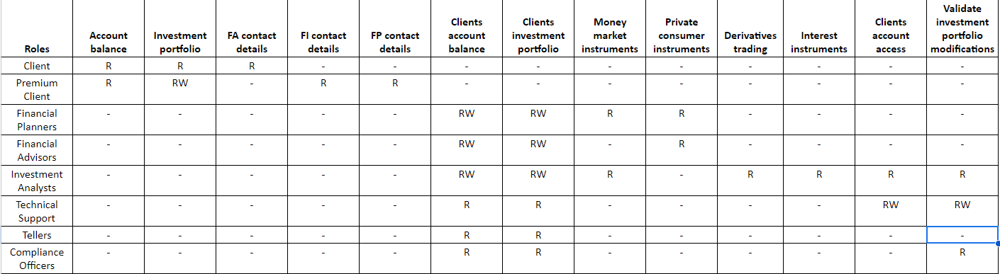 Roles Account balance Investment portfolio FA contact details FI contact details FP contact details Clients account balance Clients investment portfolio Money market instruments Private consumer instruments Derivatives trading Interest instruments Clients account access Validate investment portfolio modifications
Client R R R - - - - - - - - - -
Premium Client R RW - R R - - - - - - - -
Financial Planners - - - - - RW RW R R - - - -
Financial Advisors - - - - - RW RW - R - - - -
Investment Analysts - - - - - RW RW R - R R R R
Technical Support - - - - - R R - - - - RW RW
Tellers - - - - - R R - - - - - -
Compliance Officers - - - - - R R - - - - - R